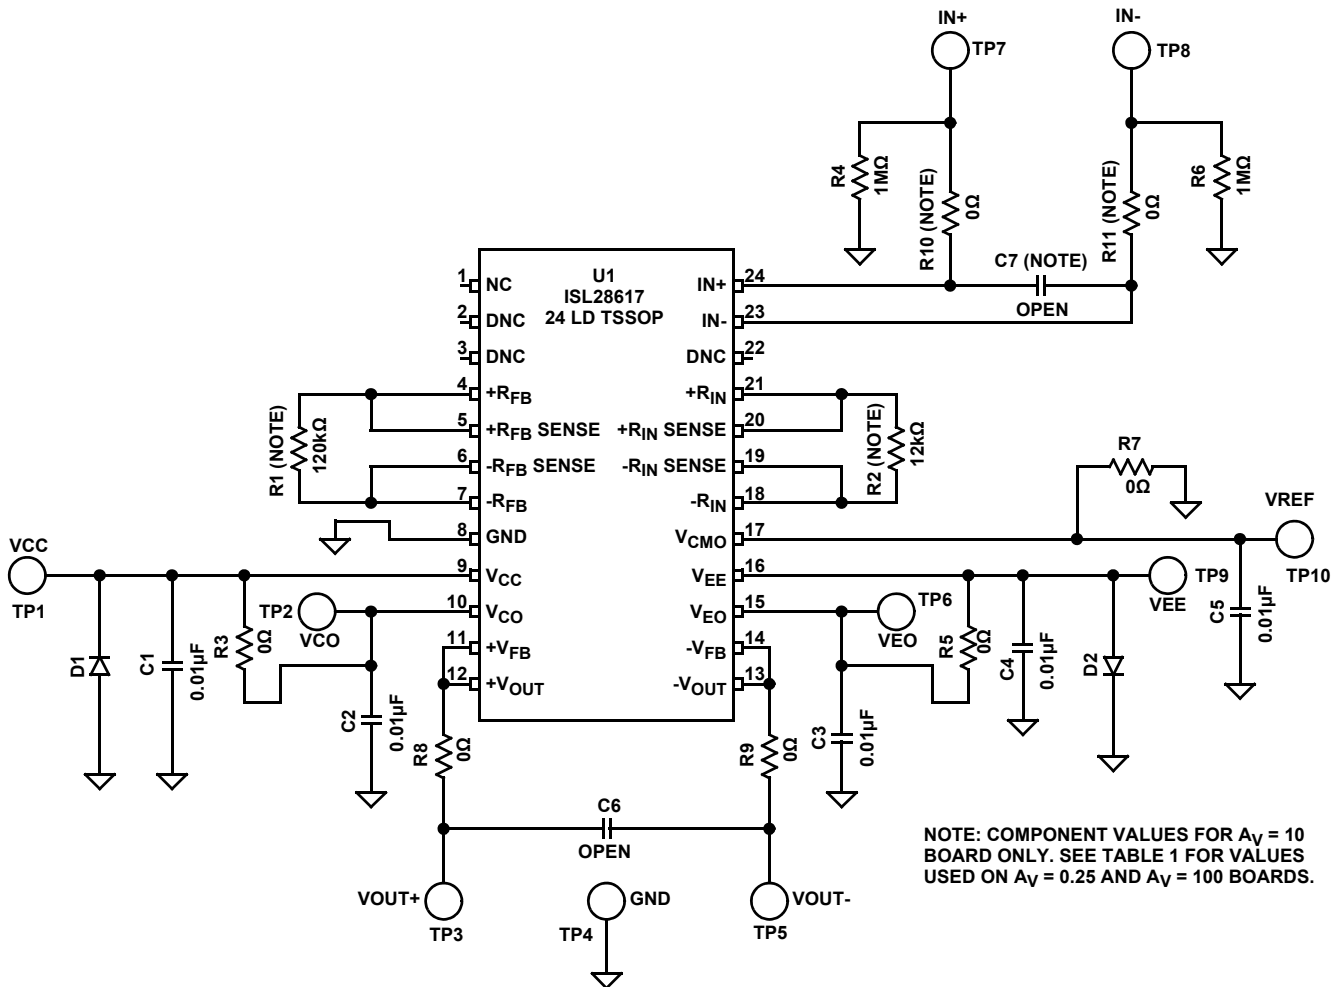 IN+
TP7
IN-
TP8
R4
1MΩ
R10 (NOTE)
0Ω
R11 (NOTE)
0Ω
R6
1MΩ
C7 (NOTE)
OPEN
U1
ISL28617
24 LD TSSOP
1 NC
2 DNC
3 DNC
4 +RFB
5 +RFB SENSE
6 -RFB SENSE
7 -RFB
8 GND
9 VCC
10 VCO
11 +VFB
12 +VOUT
IN+ 24
IN- 23
DNC 22
+RIN 21
+RIN SENSE 20
-RIN SENSE 19
-RIN 18
VCMO 17
VEE 16
VEO 15
-VFB 14
-VOUT 13
R1 (NOTE)
120kΩ
R2 (NOTE)
12kΩ
R7
0Ω
VREF
TP10
VCC
TP1
TP2
VCO
TP6
VEO
TP9
VEE
D1
C1
0.01µF
R3
0Ω
C2
0.01µF
R8
0Ω
R9
0Ω
C3
0.01µF
R5
0Ω
C4
0.01µF
D2
C5
0.01µF
C6
OPEN
VOUT+
TP3
GND
TP4
VOUT-
TP5
NOTE: COMPONENT VALUES FOR AV = 10
BOARD ONLY. SEE TABLE 1 FOR VALUES
USED ON AV = 0.25 AND AV = 100 BOARDS.